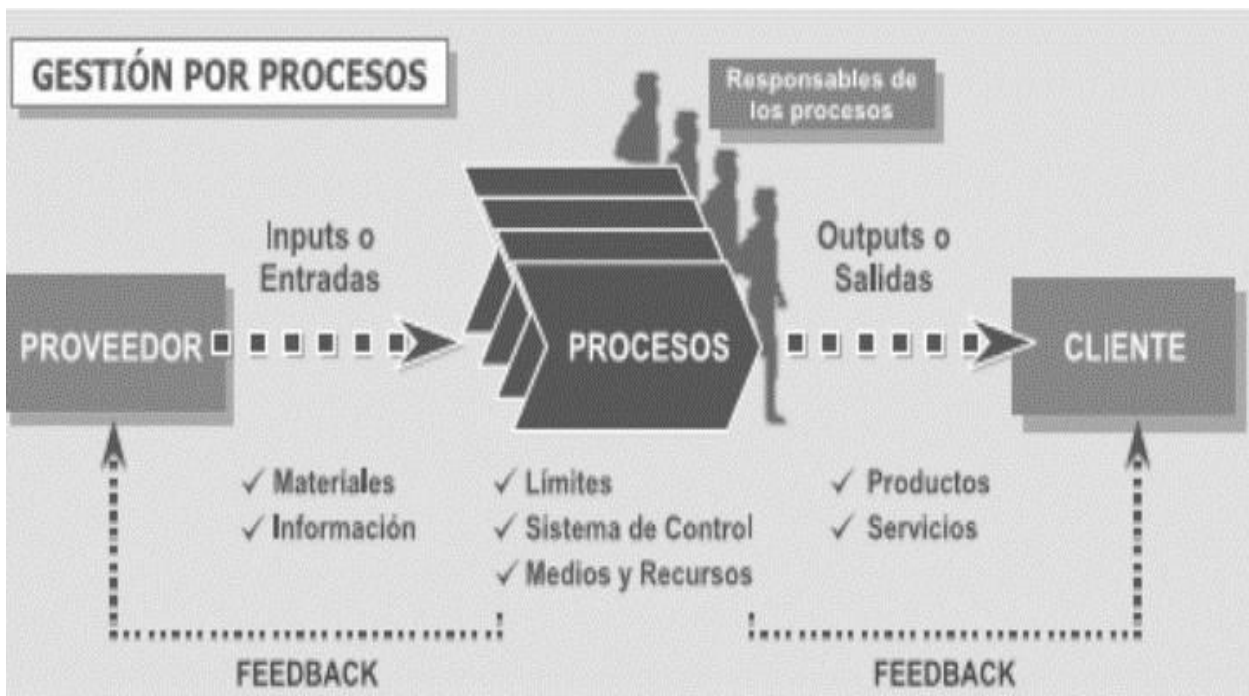 GESTIÓN POR PROCESOS
Responsables de
los procesos
Inputs o
Entradas
Outputs o
Salidas
PROVEEDOR
PROCESOS
CLIENTE
✓ Materiales
✓ Información
✓ Límites
✓ Sistema de Control
✓ Medios y Recursos
✓ Productos
✓ Servicios
FEEDBACK
FEEDBACK